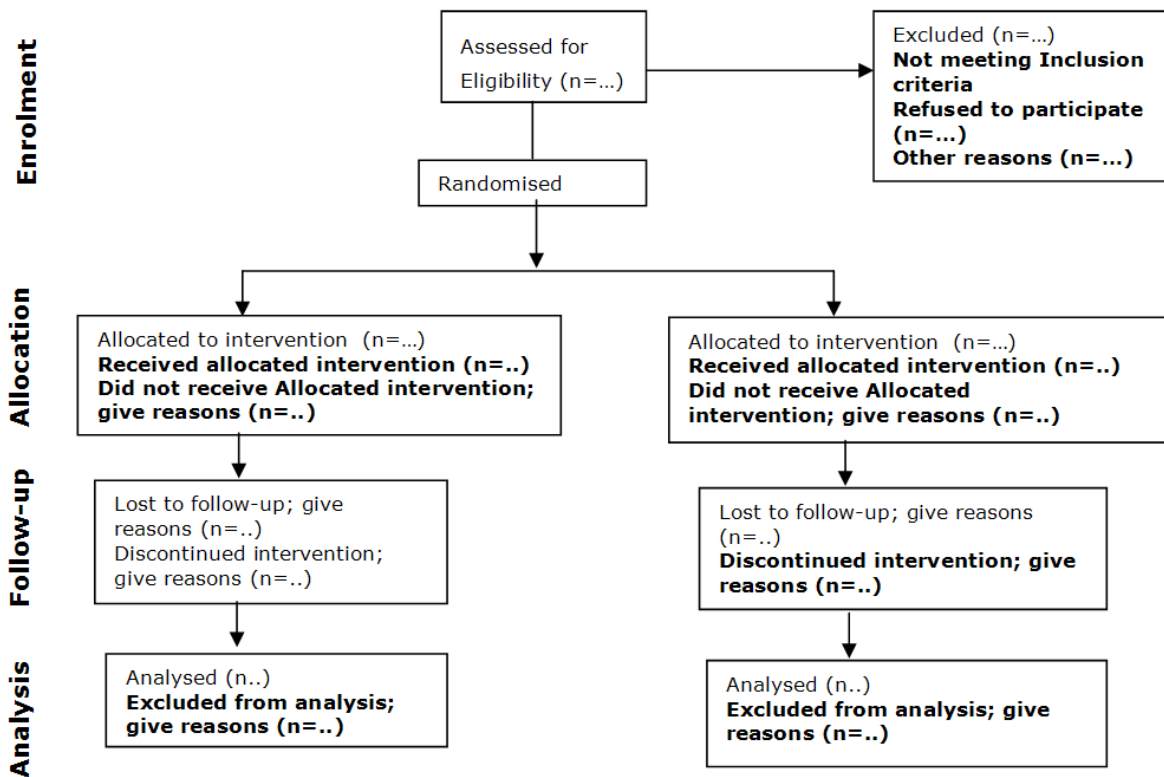 Enrolment
Assessed for
Eligibility (n=...)
Excluded (n=...)
Not meeting Inclusion
criteria
Refused to participate
(n=...)
Other reasons (n=...)
Randomised
Allocation
Allocated to intervention (n=...)
Received allocated intervention (n=..)
Did not receive Allocated intervention;
give reasons (n=..)
Allocated to intervention (n=...)
Received allocated intervention (n=..)
Did not receive Allocated
intervention; give reasons (n=..)
Follow-up
Lost to follow-up; give
reasons (n=..)
Discontinued intervention;
give reasons (n=..)
Lost to follow-up; give reasons
(n=..)
Discontinued intervention; give
reasons (n=..)
Analysis
Analysed (n..)
Excluded from analysis;
give reasons (n=..)
Analysed (n..)
Excluded from analysis; give
reasons (n=..)